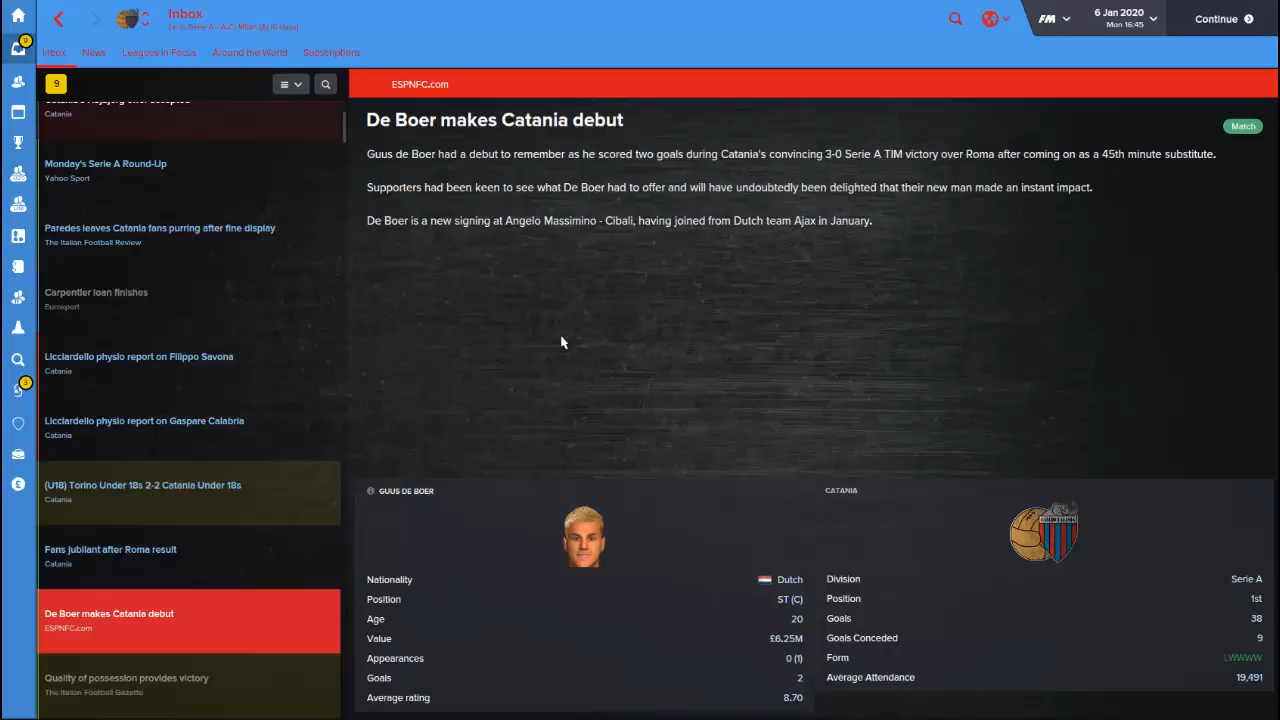 Inbox
6 Jan 2020
Mon 16:45
FM
Continue
9
Inbox News Leagues in Focus Around the World Subscriptions
9
ESPNFC.com
Catania
Monday's Serie A Round-Up
Yahoo Sport
Paredes leaves Catania fans purring after fine display
The Italian Football Review
Carpentier loan finishes
Eurosport
Licciardello physio report on Filippo Savona
Catania
3
Licciardello physio report on Gaspare Calabria
Catania
(U18) Torino Under 18s 2-2 Catania Under 18s
Catania
Fans jubilant after Roma result
Catania
De Boer makes Catania debut
ESPNFC.com
Quality of possession provides victory
The Italian Football Gazette
De Boer makes Catania debut
Match
Guus de Boer had a debut to remember as he scored two goals during Catania's convincing 3-0 Serie A TIM victory over Roma after coming on as a 45th minute substitute.
Supporters had been keen to see what De Boer had to offer and will have undoubtedly been delighted that their new man made an instant impact.
De Boer is a new signing at Angelo Massimino - Cibali, having joined from Dutch team Ajax in January.
GUUS DE BOER
Nationality Dutch
Position ST (C)
Age 20
Value £6.25M
Appearances 0 (1)
Goals 2
Average rating 8.70
CATANIA
Division Serie A
Position 1st
Goals 38
Goals Conceded 9
Form LWWWW
Average Attendance 19,491